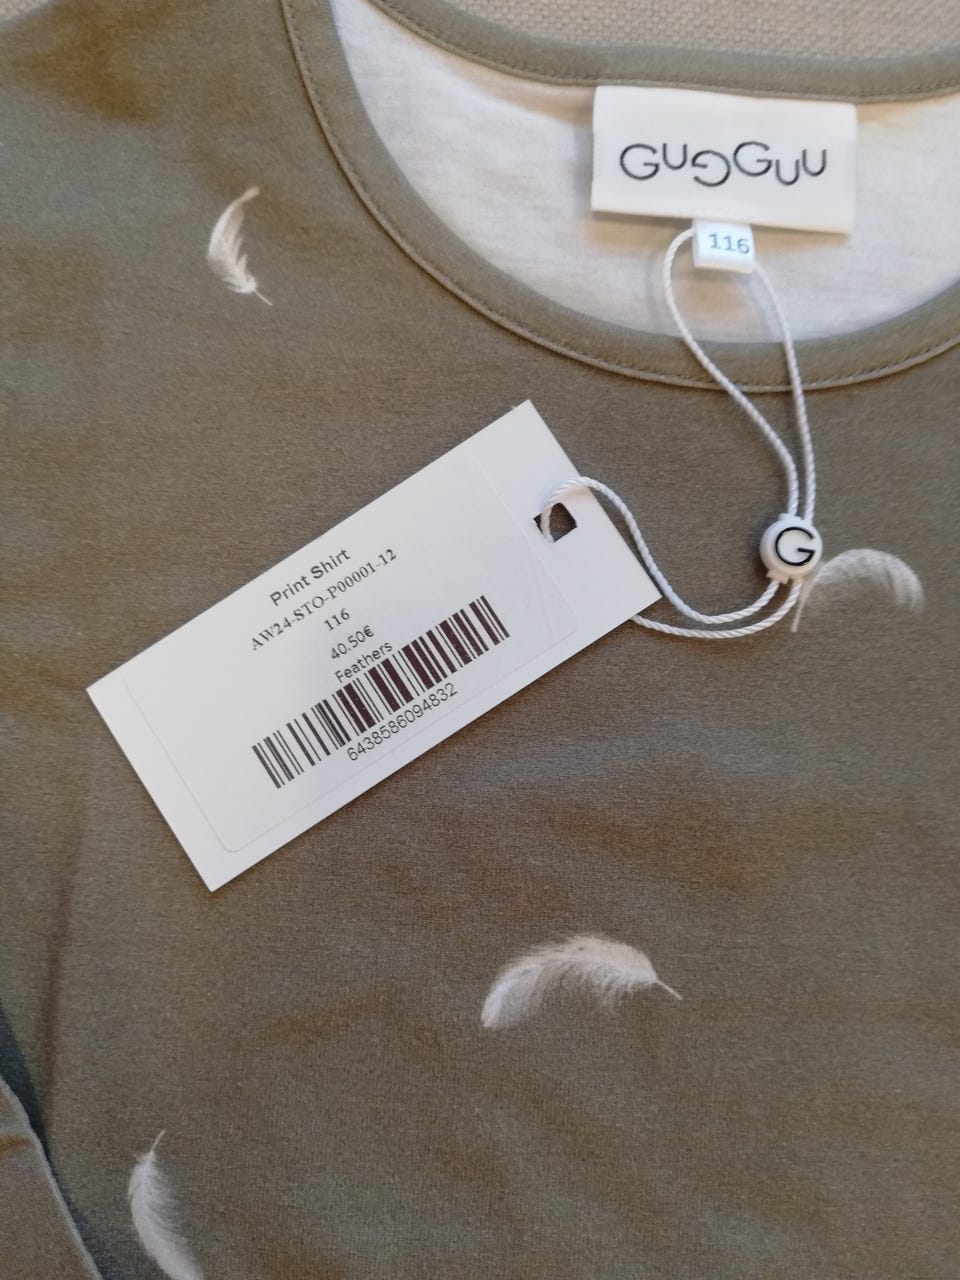 GUGGUU
116
Print Shirt
AW24-STO-P00001-12
116
40.50€
Feathers
6438586094832
G